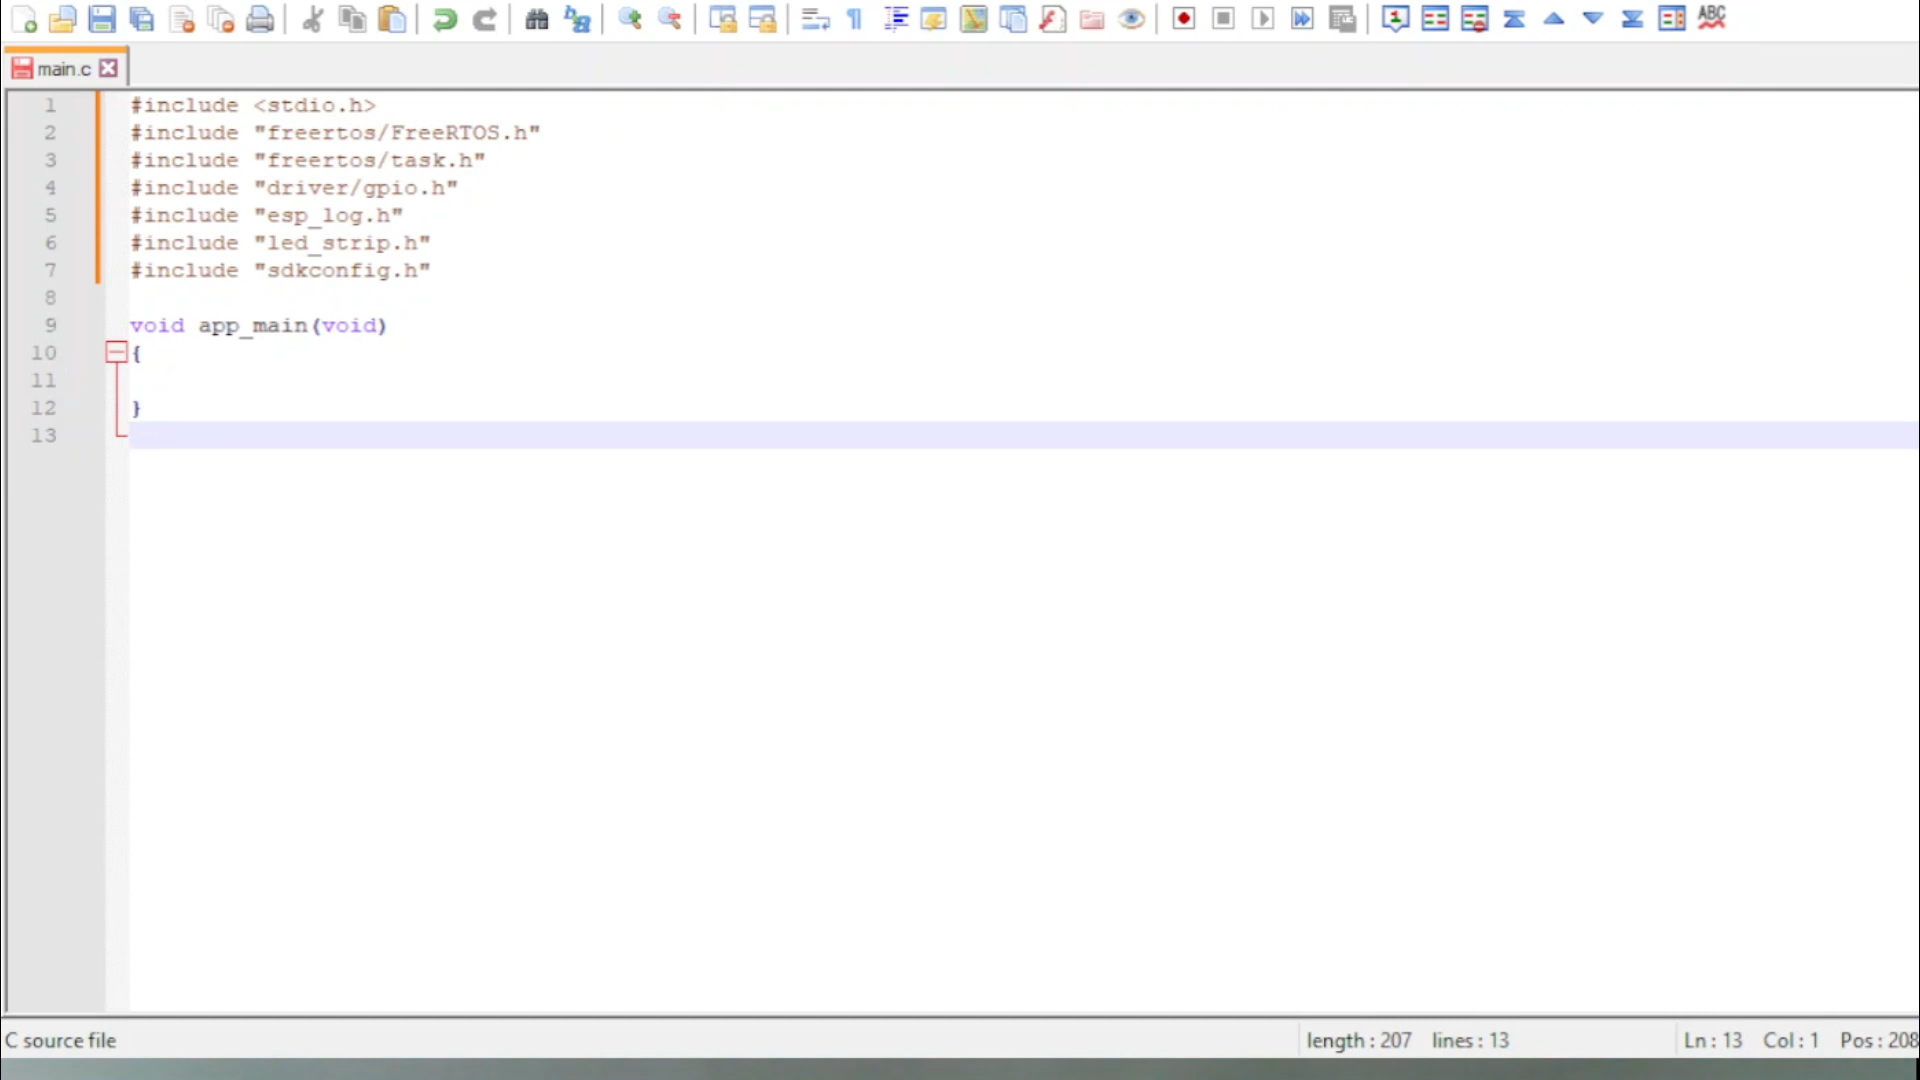 ABC
main.c
1 #include <stdio.h>
2 #include "freertos/FreeRTOS.h"
3 #include "freertos/task.h"
4 #include "driver/gpio.h"
5 #include "esp_log.h"
6 #include "led_strip.h"
7 #include "sdkconfig.h"
8
9 void app_main(void)
10 {
11
12 }
13
C source file length : 207 lines : 13 Ln : 13 Col : 1 Pos : 208